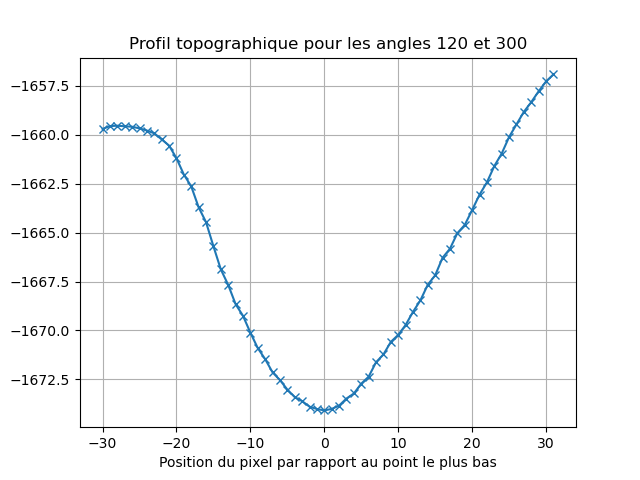 Profil topographique pour les angles 120 et 300
−1657.5
−1660.0
−1662.5
−1665.0
−1667.5
−1670.0
−1672.5
−30 −20 −10 0 10 20 30
Position du pixel par rapport au point le plus bas